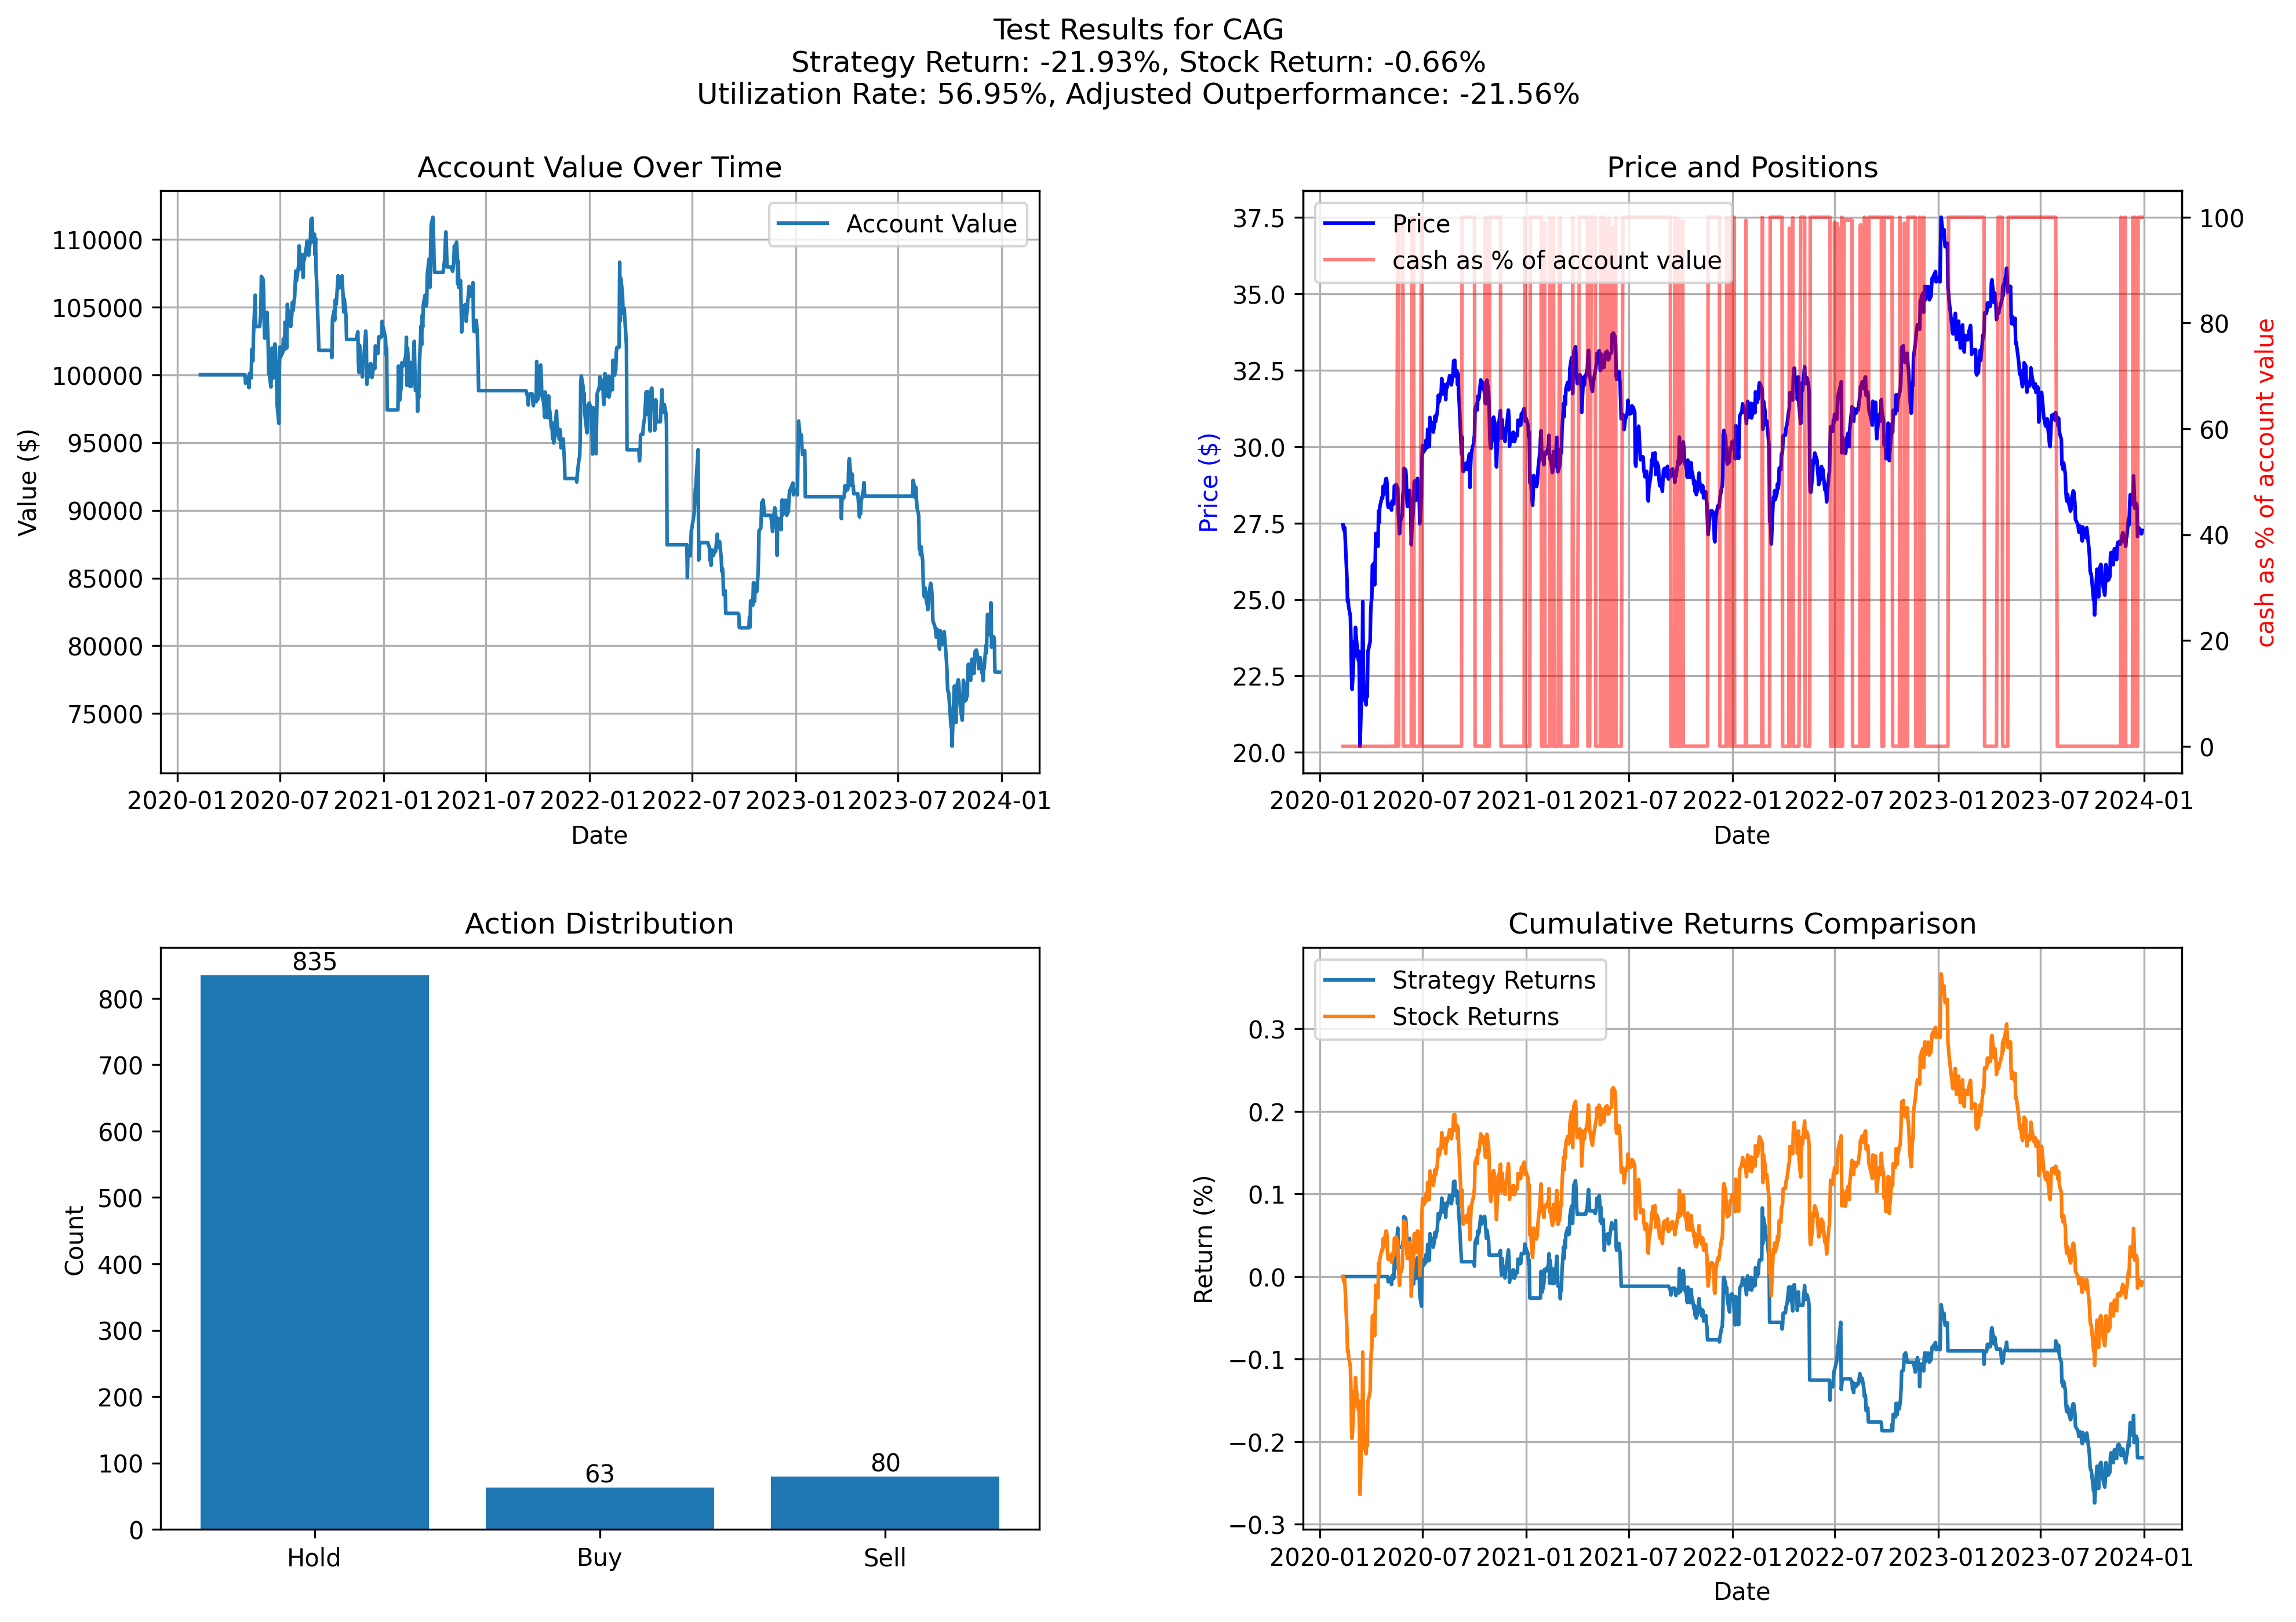 Test Results for CAG
Strategy Return: -21.93%, Stock Return: -0.66%
Utilization Rate: 56.95%, Adjusted Outperformance: -21.56%
Account Value Over Time
Account Value
Value ($)
110000
105000
100000
95000
90000
85000
80000
75000
2020-01 2020-07 2021-01 2021-07 2022-01 2022-07 2023-01 2023-07 2024-01
Date
Price and Positions
Price
cash as % of account value
Price ($)
37.5
35.0
32.5
30.0
27.5
25.0
22.5
20.0
100
80
60
40
20
0
cash as % of account value
2020-01 2020-07 2021-01 2021-07 2022-01 2022-07 2023-01 2023-07 2024-01
Date
Action Distribution
Count
800
700
600
500
400
300
200
100
0
835
63
80
Hold Buy Sell
Cumulative Returns Comparison
Strategy Returns
Stock Returns
Return (%)
0.3
0.2
0.1
0.0
−0.1
−0.2
−0.3
2020-01 2020-07 2021-01 2021-07 2022-01 2022-07 2023-01 2023-07 2024-01
Date